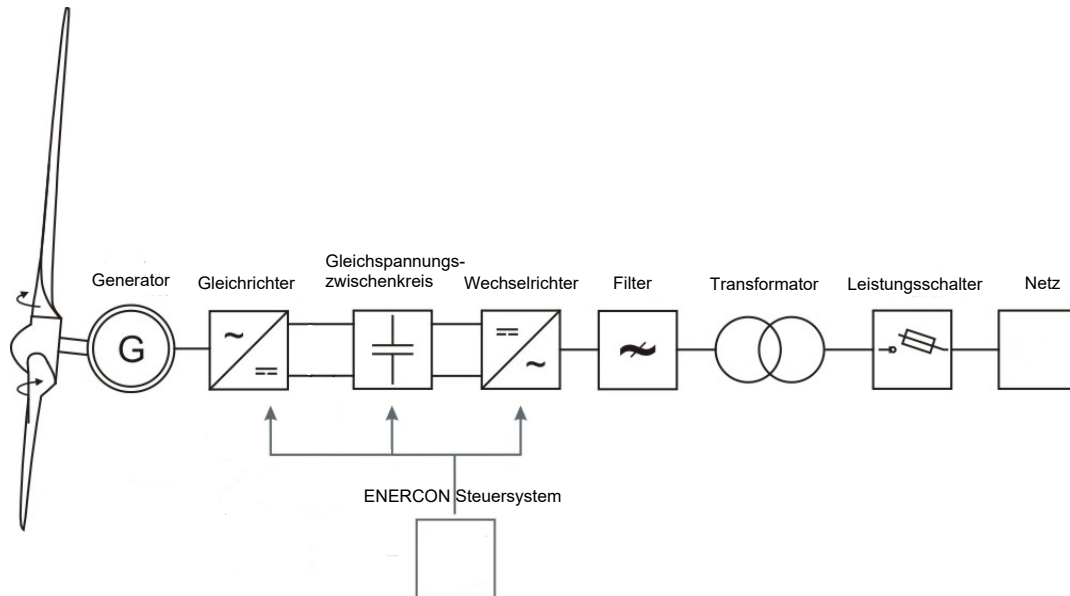 Generator
Gleichrichter
Gleichspannungs-
zwischenkreis
Wechselrichter
Filter
Transformator
Leistungsschalter
Netz
G
ENERCON Steuersystem